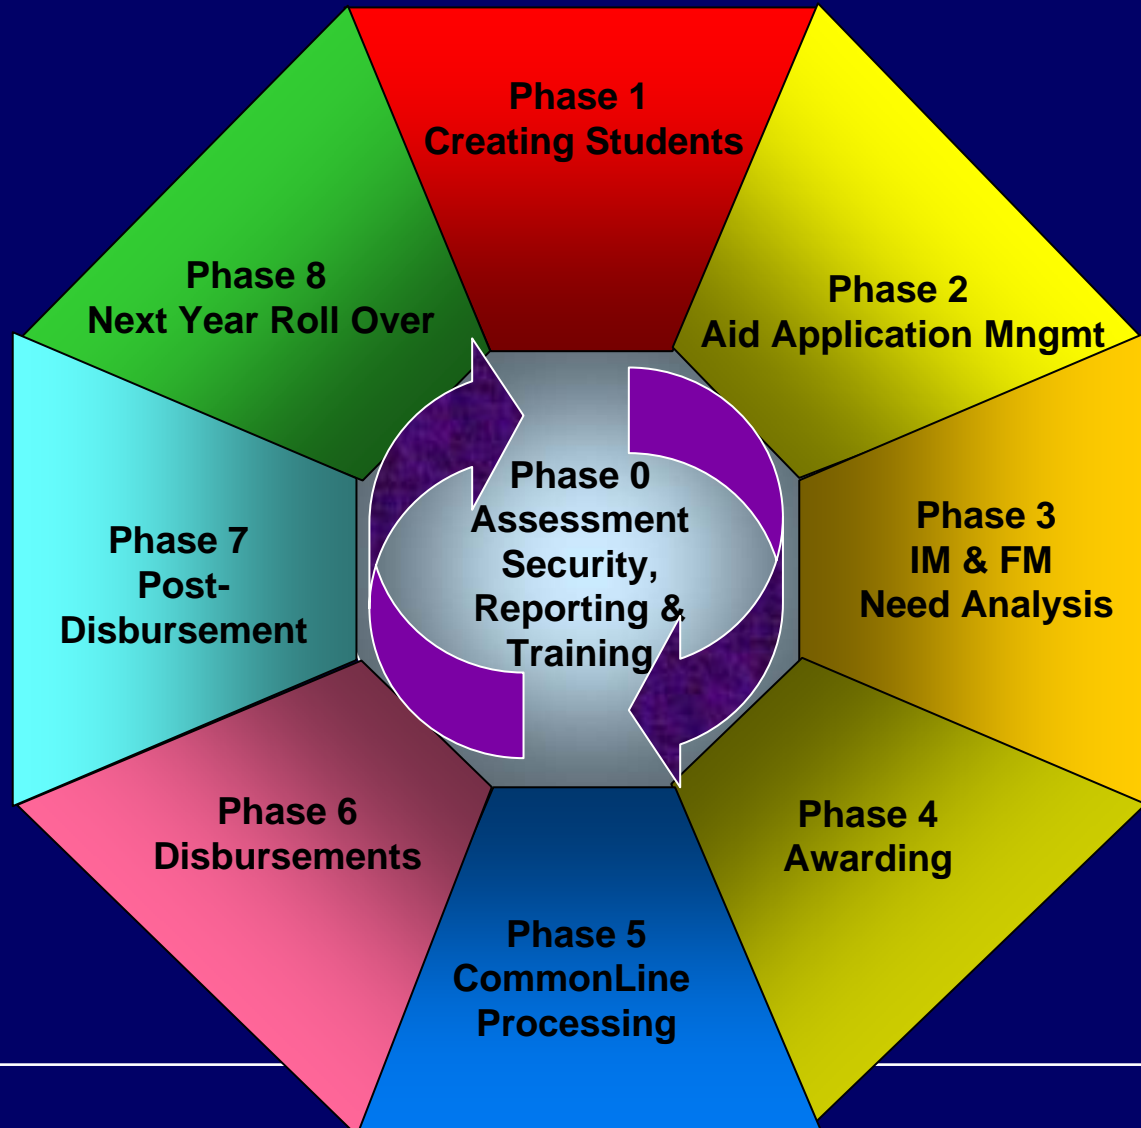 Phase 1
Creating Students
Phase 2
Aid Application Mngmt
Phase 3
IM & FM
Need Analysis
Phase 4
Awarding
Phase 5
CommonLine
Processing
Phase 6
Disbursements
Phase 7
Post-
Disbursement
Phase 8
Next Year Roll Over
Phase 0
Assessment
Security,
Reporting &
Training